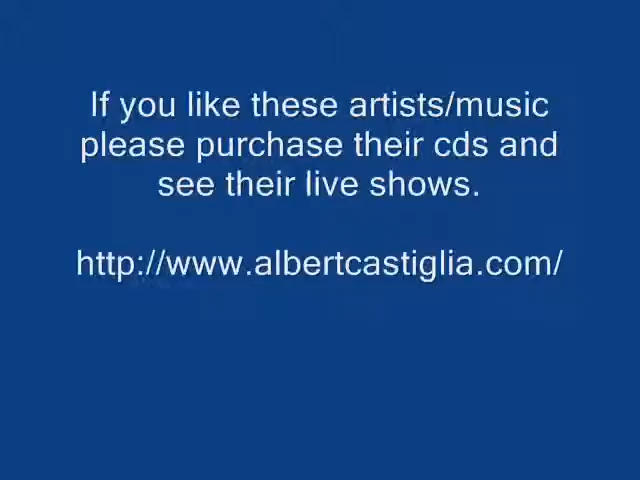 If you like these artists/music
please purchase their cds and
see their live shows.
http://www.albertcastiglia.com/